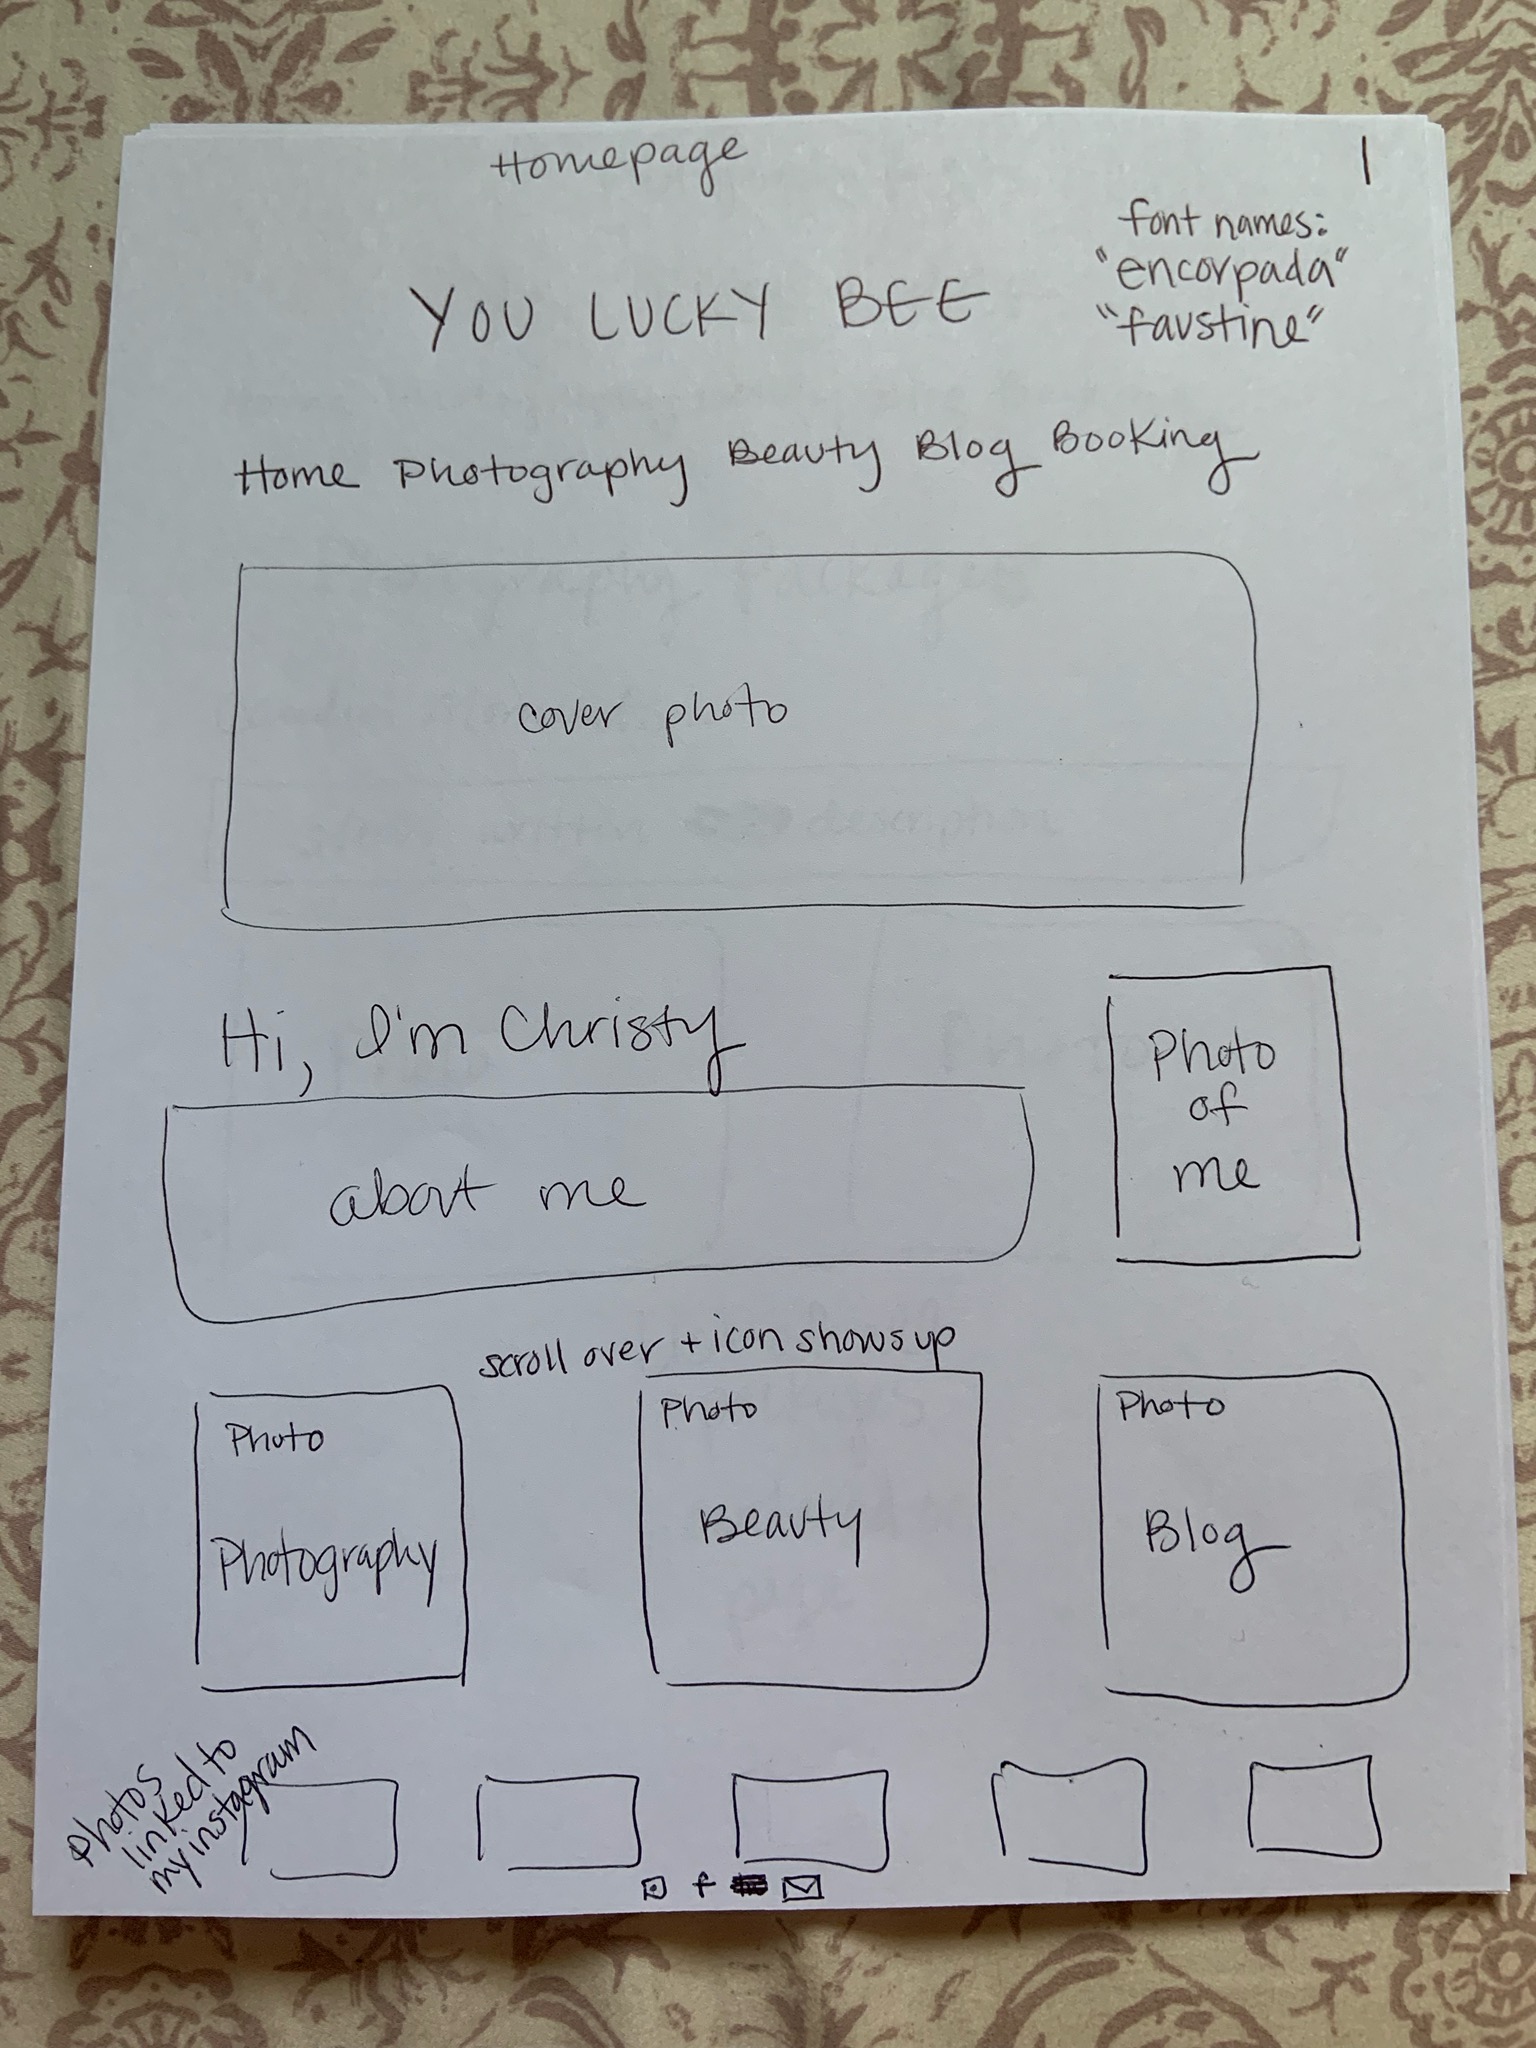 Homepage
1
font names:
"encorpada"
"faustine"
YOU LUCKY BEE
Home Photography Beauty Blog Booking
cover photo
Hi, I'm Christy
about me
Photo
of
me
scroll over + icon shows up
Photo
Photography
Photo
Beauty
Photo
Blog
Photos
linked to
my instagram
f